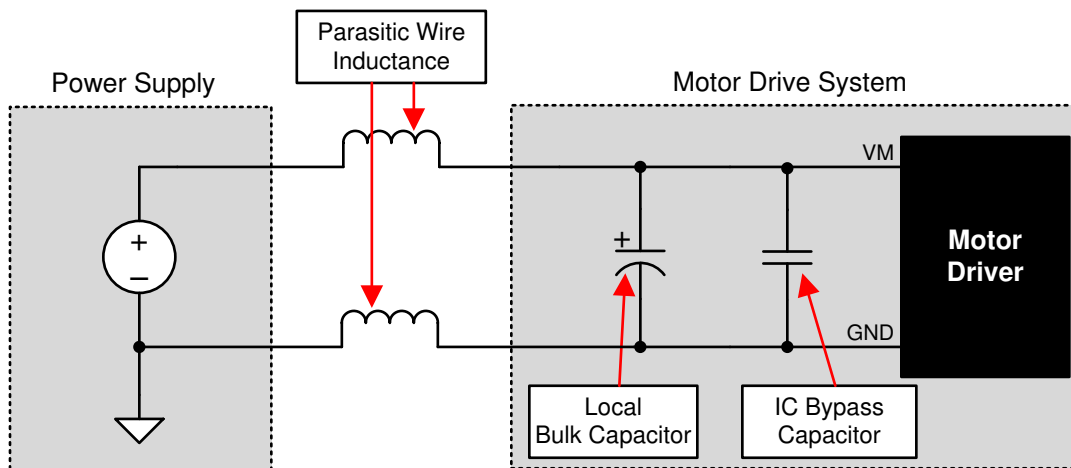 Parasitic Wire
Inductance
Power Supply
Motor Drive System
VM
+
–
+
Motor
Driver
GND
Local
Bulk Capacitor
IC Bypass
Capacitor